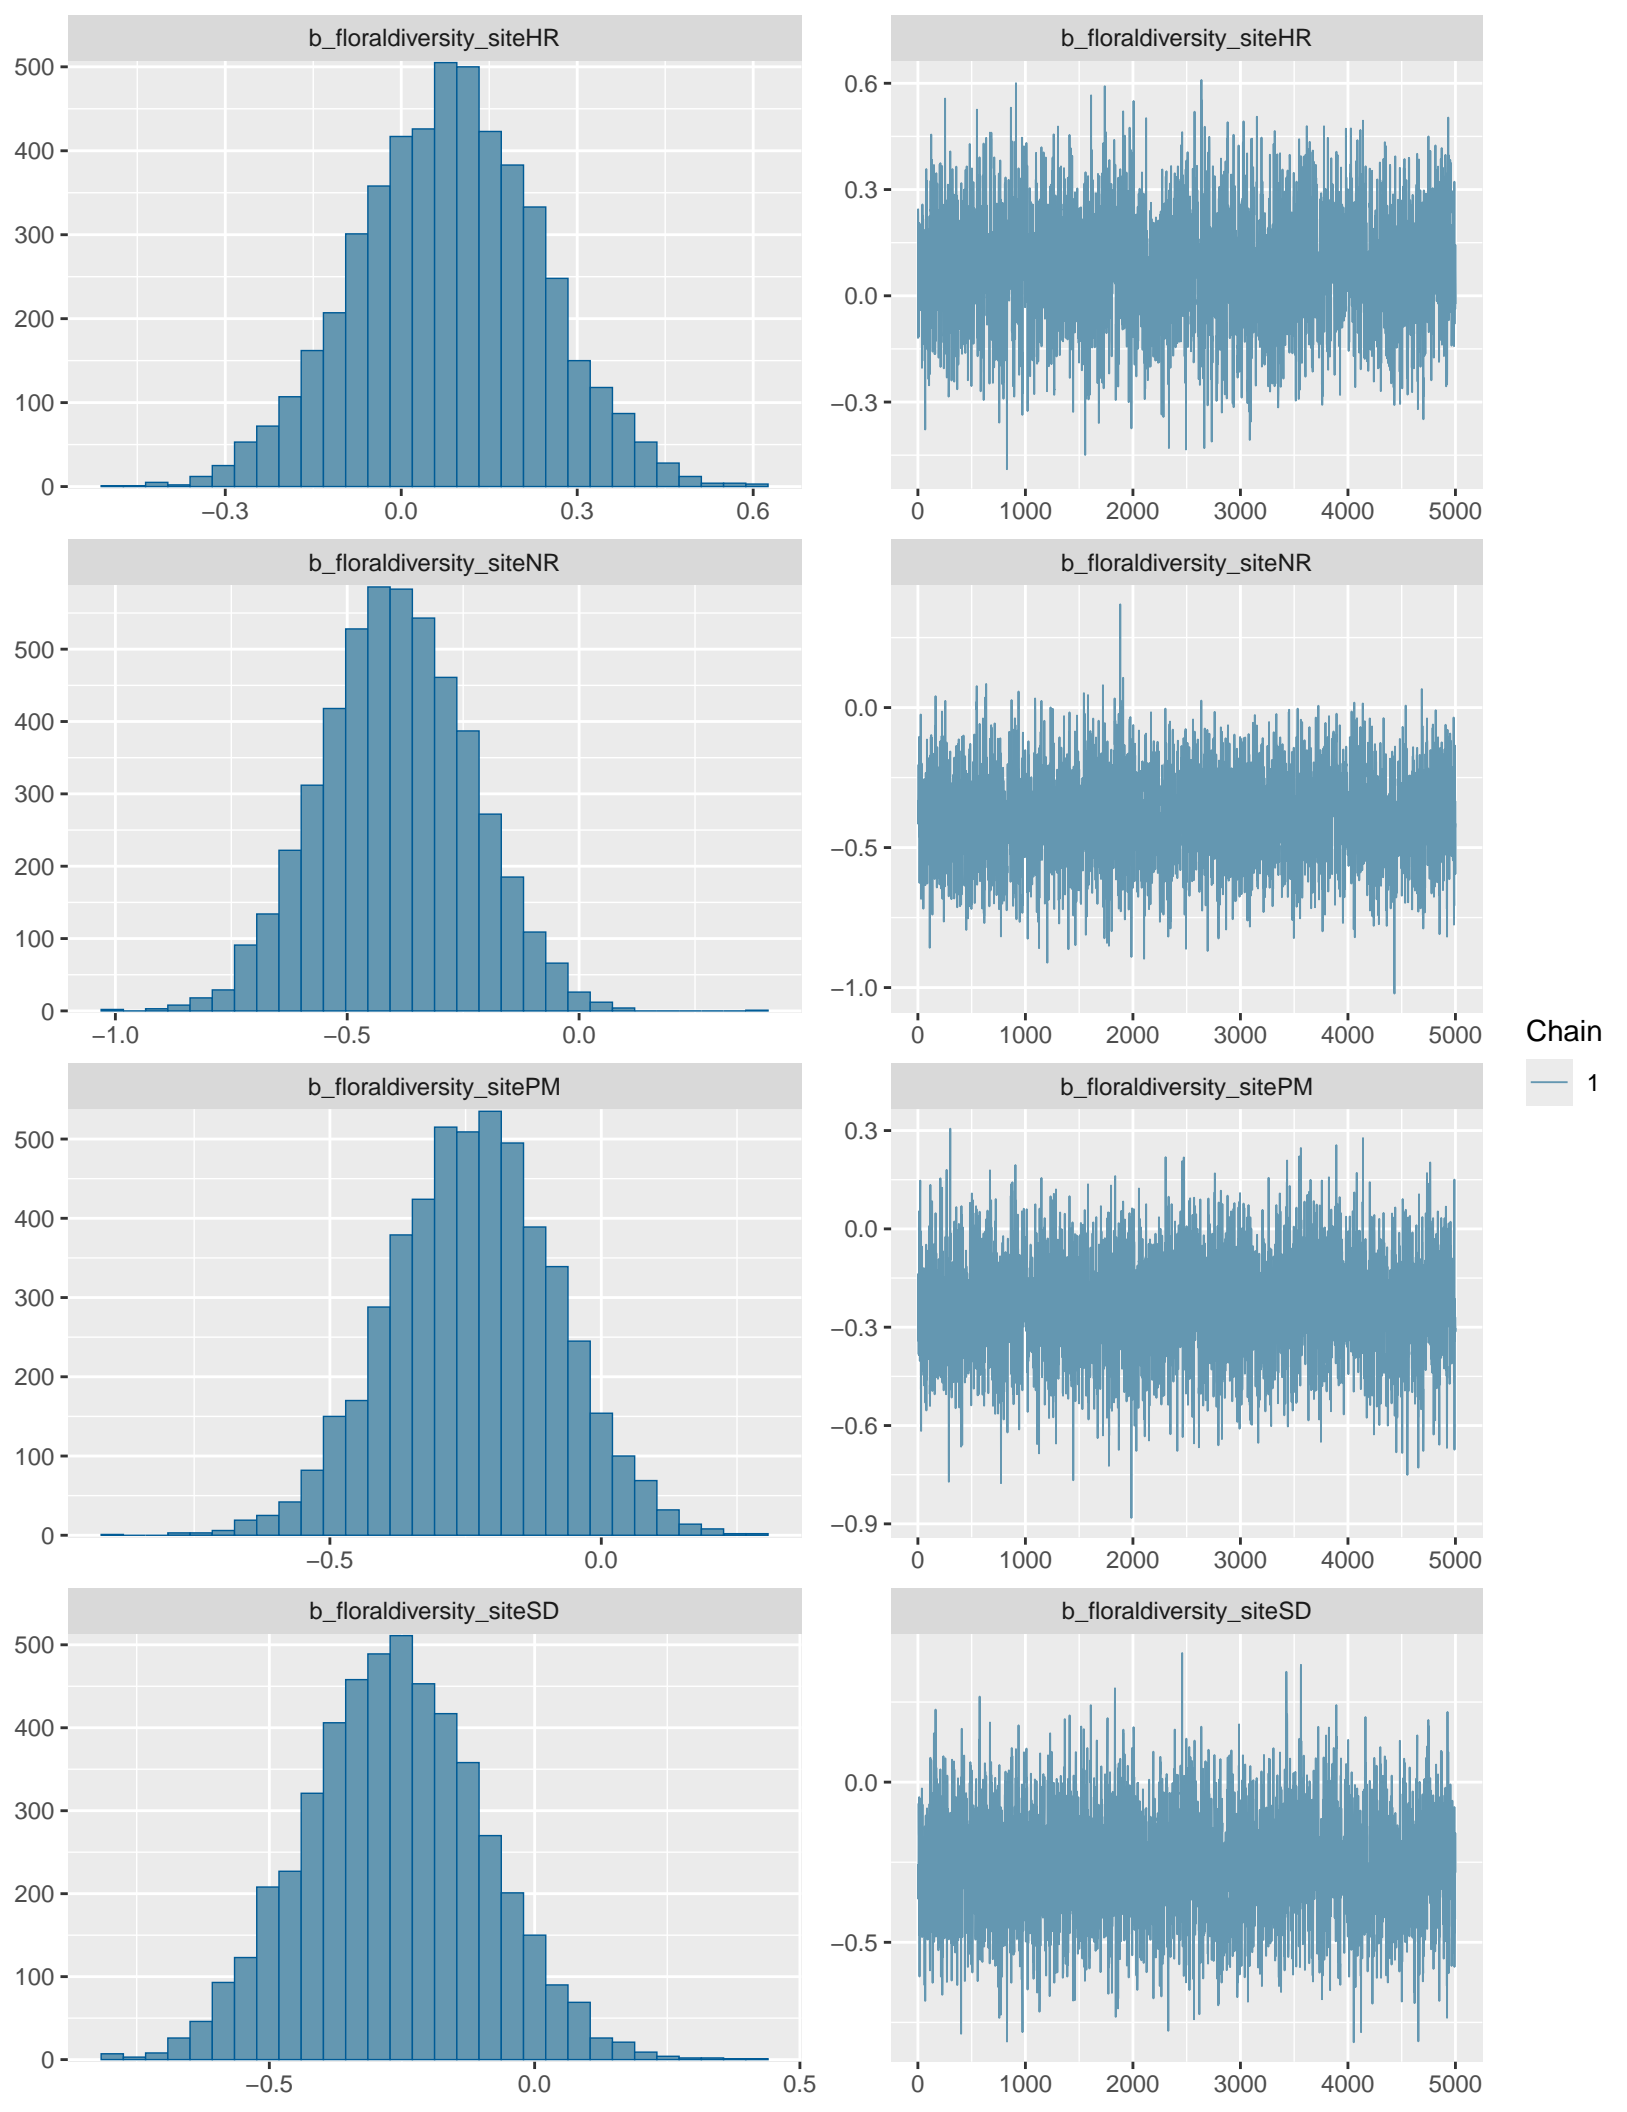 b_floraldiversity_siteHR
b_floraldiversity_siteHR
500
400
300
200
100
0
−0.3 0.0 0.3 0.6
0.6
0.3
0.0
−0.3
0 1000 2000 3000 4000 5000
b_floraldiversity_siteNR
b_floraldiversity_siteNR
500
400
300
200
100
0
−1.0 −0.5 0.0
0.0
−0.5
−1.0
0 1000 2000 3000 4000 5000
Chain
1
b_floraldiversity_sitePM
b_floraldiversity_sitePM
500
400
300
200
100
0
−0.5 0.0
0.3
0.0
−0.3
−0.6
−0.9
0 1000 2000 3000 4000 5000
b_floraldiversity_siteSD
b_floraldiversity_siteSD
500
400
300
200
100
0
−0.5 0.0 0.5
0.0
−0.5
0 1000 2000 3000 4000 5000